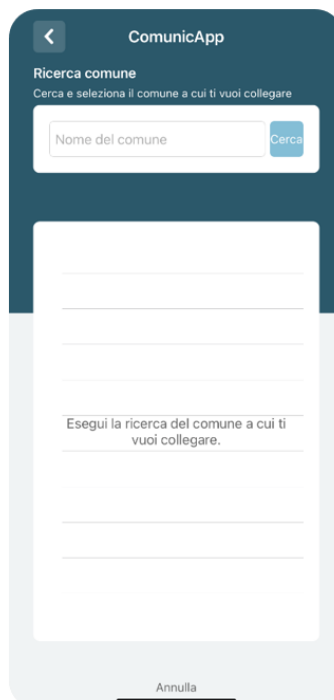 ComunicApp
Ricerca comune
Cerca e seleziona il comune a cui ti vuoi collegare
Nome del comune
Cerca
Esegui la ricerca del comune a cui ti
vuoi collegare.
Annulla